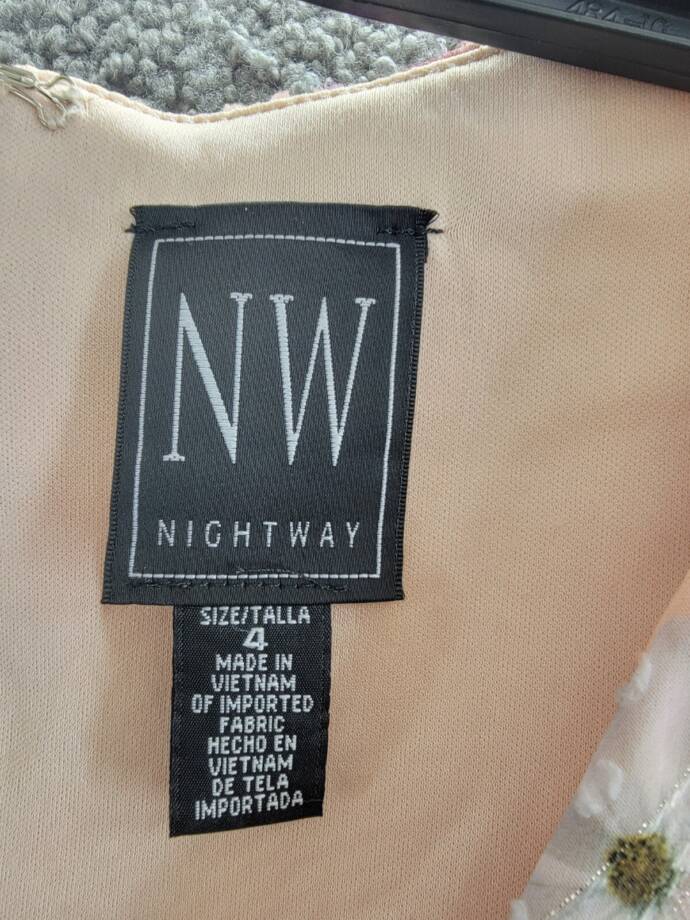 NW
NIGHTWAY
SIZE/TALLA
4
MADE IN
VIETNAM
OF IMPORTED
FABRIC
HECHO EN
VIETNAM
DE TELA
IMPORTADA